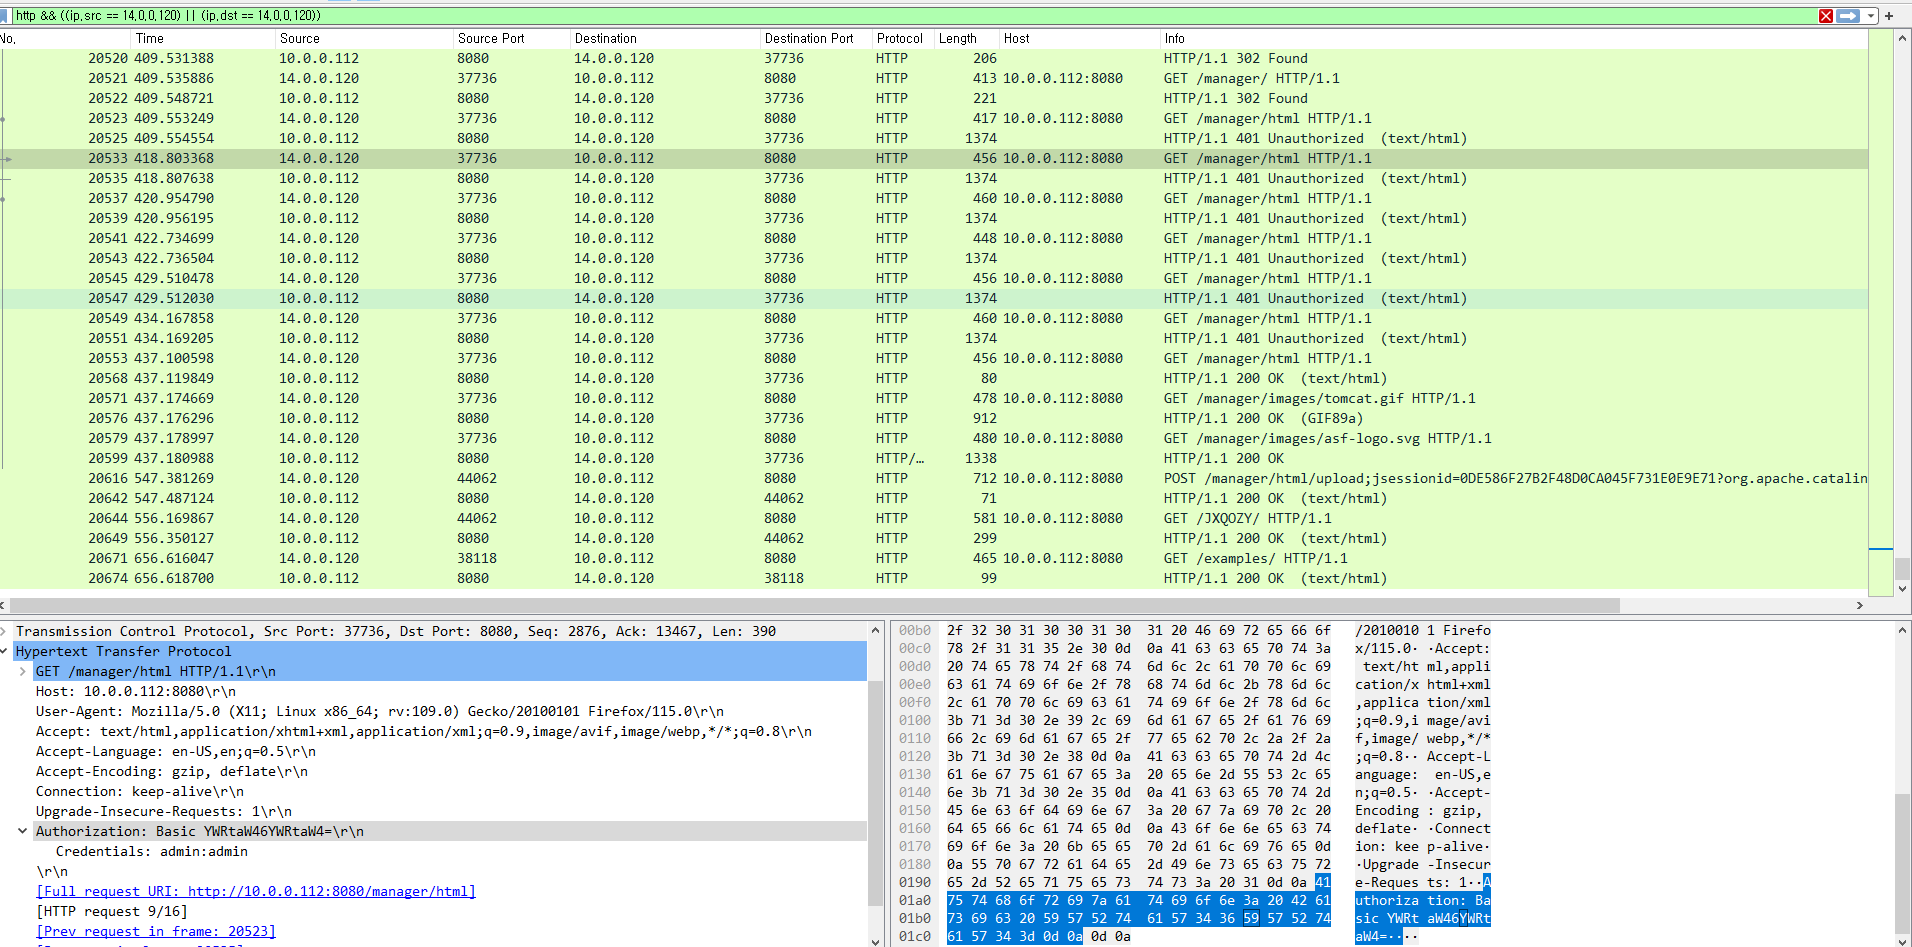 http && ((ip.src == 14.0.0.120) || (ip.dst == 14.0.0.120))
No. Time Source Source Port Destination Destination Port Protocol Length Host Info
20520 409.531388 10.0.0.112 8080 14.0.0.120 37736 HTTP 206 HTTP/1.1 302 Found
20521 409.535886 14.0.0.120 37736 10.0.0.112 8080 HTTP 413 10.0.0.112:8080 GET /manager/ HTTP/1.1
20522 409.548721 10.0.0.112 8080 14.0.0.120 37736 HTTP 221 HTTP/1.1 302 Found
20523 409.553249 14.0.0.120 37736 10.0.0.112 8080 HTTP 417 10.0.0.112:8080 GET /manager/html HTTP/1.1
20525 409.554554 10.0.0.112 8080 14.0.0.120 37736 HTTP 1374 HTTP/1.1 401 Unauthorized (text/html)
20533 418.803368 14.0.0.120 37736 10.0.0.112 8080 HTTP 456 10.0.0.112:8080 GET /manager/html HTTP/1.1
20535 418.807638 10.0.0.112 8080 14.0.0.120 37736 HTTP 1374 HTTP/1.1 401 Unauthorized (text/html)
20537 420.954790 14.0.0.120 37736 10.0.0.112 8080 HTTP 460 10.0.0.112:8080 GET /manager/html HTTP/1.1
20539 420.956195 10.0.0.112 8080 14.0.0.120 37736 HTTP 1374 HTTP/1.1 401 Unauthorized (text/html)
20541 422.734699 14.0.0.120 37736 10.0.0.112 8080 HTTP 448 10.0.0.112:8080 GET /manager/html HTTP/1.1
20543 422.736504 10.0.0.112 8080 14.0.0.120 37736 HTTP 1374 HTTP/1.1 401 Unauthorized (text/html)
20545 429.510478 14.0.0.120 37736 10.0.0.112 8080 HTTP 456 10.0.0.112:8080 GET /manager/html HTTP/1.1
20547 429.512030 10.0.0.112 8080 14.0.0.120 37736 HTTP 1374 HTTP/1.1 401 Unauthorized (text/html)
20549 434.167858 14.0.0.120 37736 10.0.0.112 8080 HTTP 460 10.0.0.112:8080 GET /manager/html HTTP/1.1
20551 434.169205 10.0.0.112 8080 14.0.0.120 37736 HTTP 1374 HTTP/1.1 401 Unauthorized (text/html)
20553 437.100598 14.0.0.120 37736 10.0.0.112 8080 HTTP 456 10.0.0.112:8080 GET /manager/html HTTP/1.1
20568 437.119849 10.0.0.112 8080 14.0.0.120 37736 HTTP 80 HTTP/1.1 200 OK (text/html)
20571 437.174669 14.0.0.120 37736 10.0.0.112 8080 HTTP 478 10.0.0.112:8080 GET /manager/images/tomcat.gif HTTP/1.1
20576 437.176296 10.0.0.112 8080 14.0.0.120 37736 HTTP 912 HTTP/1.1 200 OK (GIF89a)
20579 437.178997 14.0.0.120 37736 10.0.0.112 8080 HTTP 480 10.0.0.112:8080 GET /manager/images/asf-logo.svg HTTP/1.1
20599 437.180988 10.0.0.112 8080 14.0.0.120 37736 HTTP/… 1338 HTTP/1.1 200 OK
20616 547.381269 14.0.0.120 44062 10.0.0.112 8080 HTTP 712 10.0.0.112:8080 POST /manager/html/upload;jsessionid=0DE586F27B2F48D0CA045F731E0E9E71?org.apache.catalin
20642 547.487124 10.0.0.112 8080 14.0.0.120 44062 HTTP 71 HTTP/1.1 200 OK (text/html)
20644 556.169867 14.0.0.120 44062 10.0.0.112 8080 HTTP 581 10.0.0.112:8080 GET /JXQOZY/ HTTP/1.1
20649 556.350127 10.0.0.112 8080 14.0.0.120 44062 HTTP 299 HTTP/1.1 200 OK (text/html)
20671 656.616047 14.0.0.120 38118 10.0.0.112 8080 HTTP 465 10.0.0.112:8080 GET /examples/ HTTP/1.1
20674 656.618700 10.0.0.112 8080 14.0.0.120 38118 HTTP 99 HTTP/1.1 200 OK (text/html)
Transmission Control Protocol, Src Port: 37736, Dst Port: 8080, Seq: 2876, Ack: 13467, Len: 390
Hypertext Transfer Protocol
GET /manager/html HTTP/1.1\r\n
Host: 10.0.0.112:8080\r\n
User-Agent: Mozilla/5.0 (X11; Linux x86_64; rv:109.0) Gecko/20100101 Firefox/115.0\r\n
Accept: text/html,application/xhtml+xml,application/xml;q=0.9,image/avif,image/webp,*/*;q=0.8\r\n
Accept-Language: en-US,en;q=0.5\r\n
Accept-Encoding: gzip, deflate\r\n
Connection: keep-alive\r\n
Upgrade-Insecure-Requests: 1\r\n
Authorization: Basic YWRtaW46YWRtaW4=\r\n
Credentials: admin:admin
\r\n
[Full request URI: http://10.0.0.112:8080/manager/html]
[HTTP request 9/16]
[Prev request in frame: 20523]
00b0 2f 32 30 31 30 30 31 30 31 20 46 69 72 65 66 6f /2010010 1 Firefo
00c0 78 2f 31 31 35 2e 30 0d 0a 41 63 63 65 70 74 3a x/115.0· ·Accept:
00d0 20 74 65 78 74 2f 68 74 6d 6c 2c 61 70 70 6c 69 text/ht ml,appli
00e0 63 61 74 69 6f 6e 2f 78 68 74 6d 6c 2b 78 6d 6c cation/x html+xml
00f0 2c 61 70 70 6c 69 63 61 74 69 6f 6e 2f 78 6d 6c ,applica tion/xml
0100 3b 71 3d 30 2e 39 2c 69 6d 61 67 65 2f 61 76 69 ;q=0.9,i mage/avi
0110 66 2c 69 6d 61 67 65 2f 77 65 62 70 2c 2a 2f 2a f,image/ webp,*/*
0120 3b 71 3d 30 2e 38 0d 0a 41 63 63 65 70 74 2d 4c ;q=0.8·· Accept-L
0130 61 6e 67 75 61 67 65 3a 20 65 6e 2d 55 53 2c 65 anguage: en-US,e
0140 6e 3b 71 3d 30 2e 35 0d 0a 41 63 63 65 70 74 2d n;q=0.5· ·Accept-
0150 45 6e 63 6f 64 69 6e 67 3a 20 67 7a 69 70 2c 20 Encoding : gzip,
0160 64 65 66 6c 61 74 65 0d 0a 43 6f 6e 6e 65 63 74 deflate· ·Connect
0170 69 6f 6e 3a 20 6b 65 65 70 2d 61 6c 69 76 65 0d ion: kee p-alive·
0180 0a 55 70 67 72 61 64 65 2d 49 6e 73 65 63 75 72 ·Upgrade -Insecur
0190 65 2d 52 65 71 75 65 73 74 73 3a 20 31 0d 0a 41 e-Reques ts: 1··A
01a0 75 74 68 6f 72 69 7a 61 74 69 6f 6e 3a 20 42 61 uthoriza tion: Ba
01b0 73 69 63 20 59 57 52 74 61 57 34 36 59 57 52 74 sic YWRt aW46YWRt
01c0 61 57 34 3d 0d 0a 0d 0a aW4=····